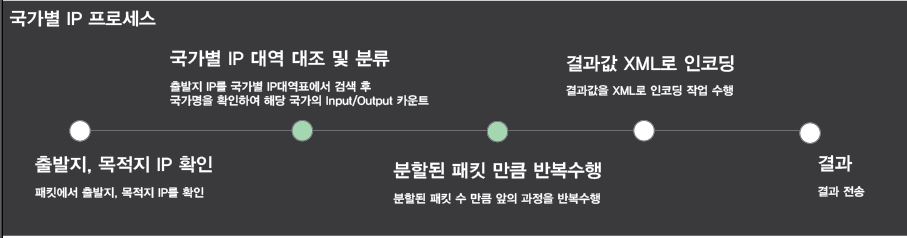 국가별 IP 프로세스
출발지, 목적지 IP 확인
패킷에서 출발지, 목적지 IP를 확인
국가별 IP 대역 대조 및 분류
출발지 IP를 국가별 IP대역표에서 검색 후
국가명을 확인하여 해당 국가의 Input/Output 카운트
분할된 패킷 만큼 반복수행
분할된 패킷 수 만큼 앞의 과정을 반복수행
결과값 XML로 인코딩
결과값을 XML로 인코딩 작업 수행
결과
결과 전송